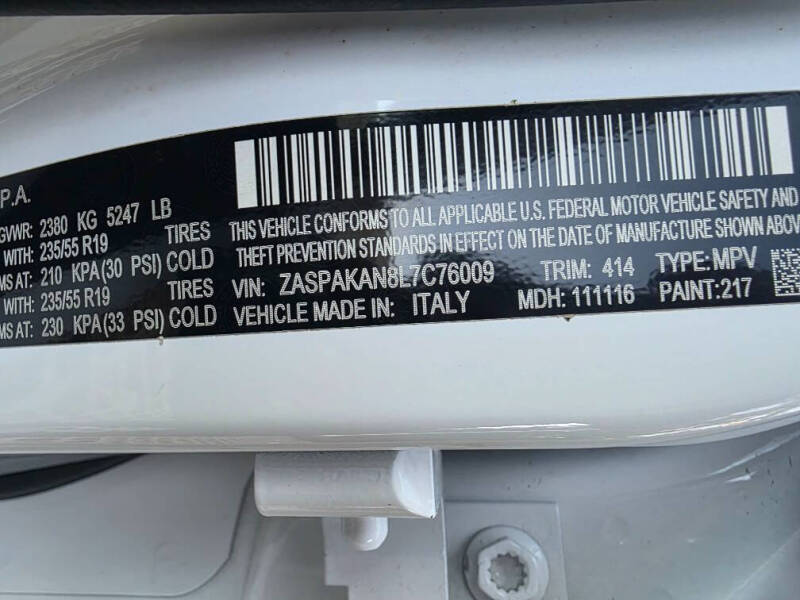 P.A.
GVWR: 2380 KG 5247 LB
WITH: 235/55 R19 TIRES
MS AT: 210 KPA(30 PSI) COLD
WITH: 235/55 R19 TIRES
MS AT: 230 KPA(33 PSI) COLD
THIS VEHICLE CONFORMS TO ALL APPLICABLE U.S. FEDERAL MOTOR VEHICLE SAFETY AND
THEFT PREVENTION STANDARDS IN EFFECT ON THE DATE OF MANUFACTURE SHOWN ABOVE
VIN: ZASPAKAN8L7C76009 TRIM: 414 TYPE:MPV
VEHICLE MADE IN: ITALY MDH: 111116 PAINT:217